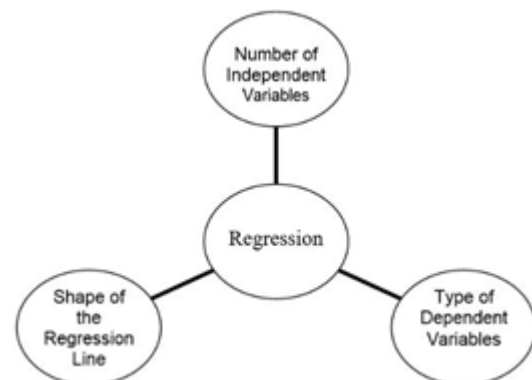 Number of
Independent
Variables
Regression
Shape of
the
Regression
Line
Type of
Dependent
Variables